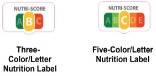 NUTRI-SCORE
A B C
Three-
Color/Letter
Nutrition Label
NUTRI-SCORE
A B C D E
Five-Color/Letter
Nutrition Label